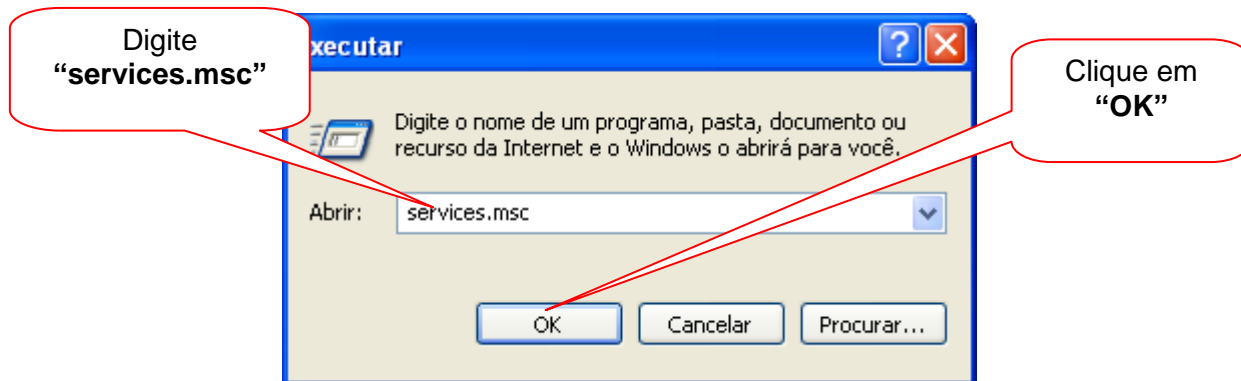 Digite
“services.msc”
xecutar
Clique em
“OK”
Digite o nome de um programa, pasta, documento ou
recurso da Internet e o Windows o abrirá para você.
Abrir: services.msc
OK Cancelar Procurar...